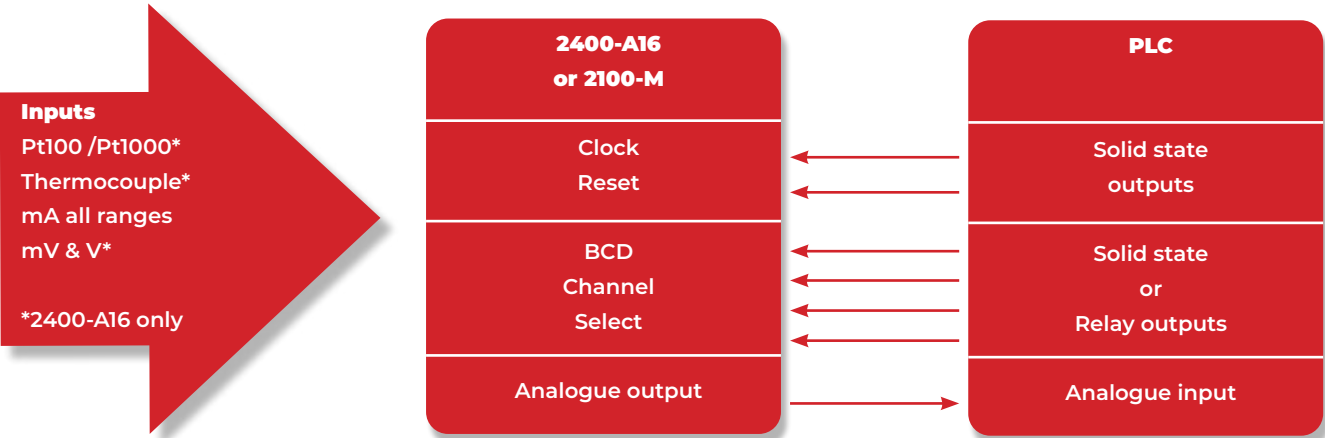 Inputs
Pt100 /Pt1000*
Thermocouple*
mA all ranges
mV & V*
*2400-A16 only
2400-A16
or 2100-M
Clock
Reset
BCD
Channel
Select
Analogue output
PLC
Solid state
outputs
Solid state
or
Relay outputs
Analogue input